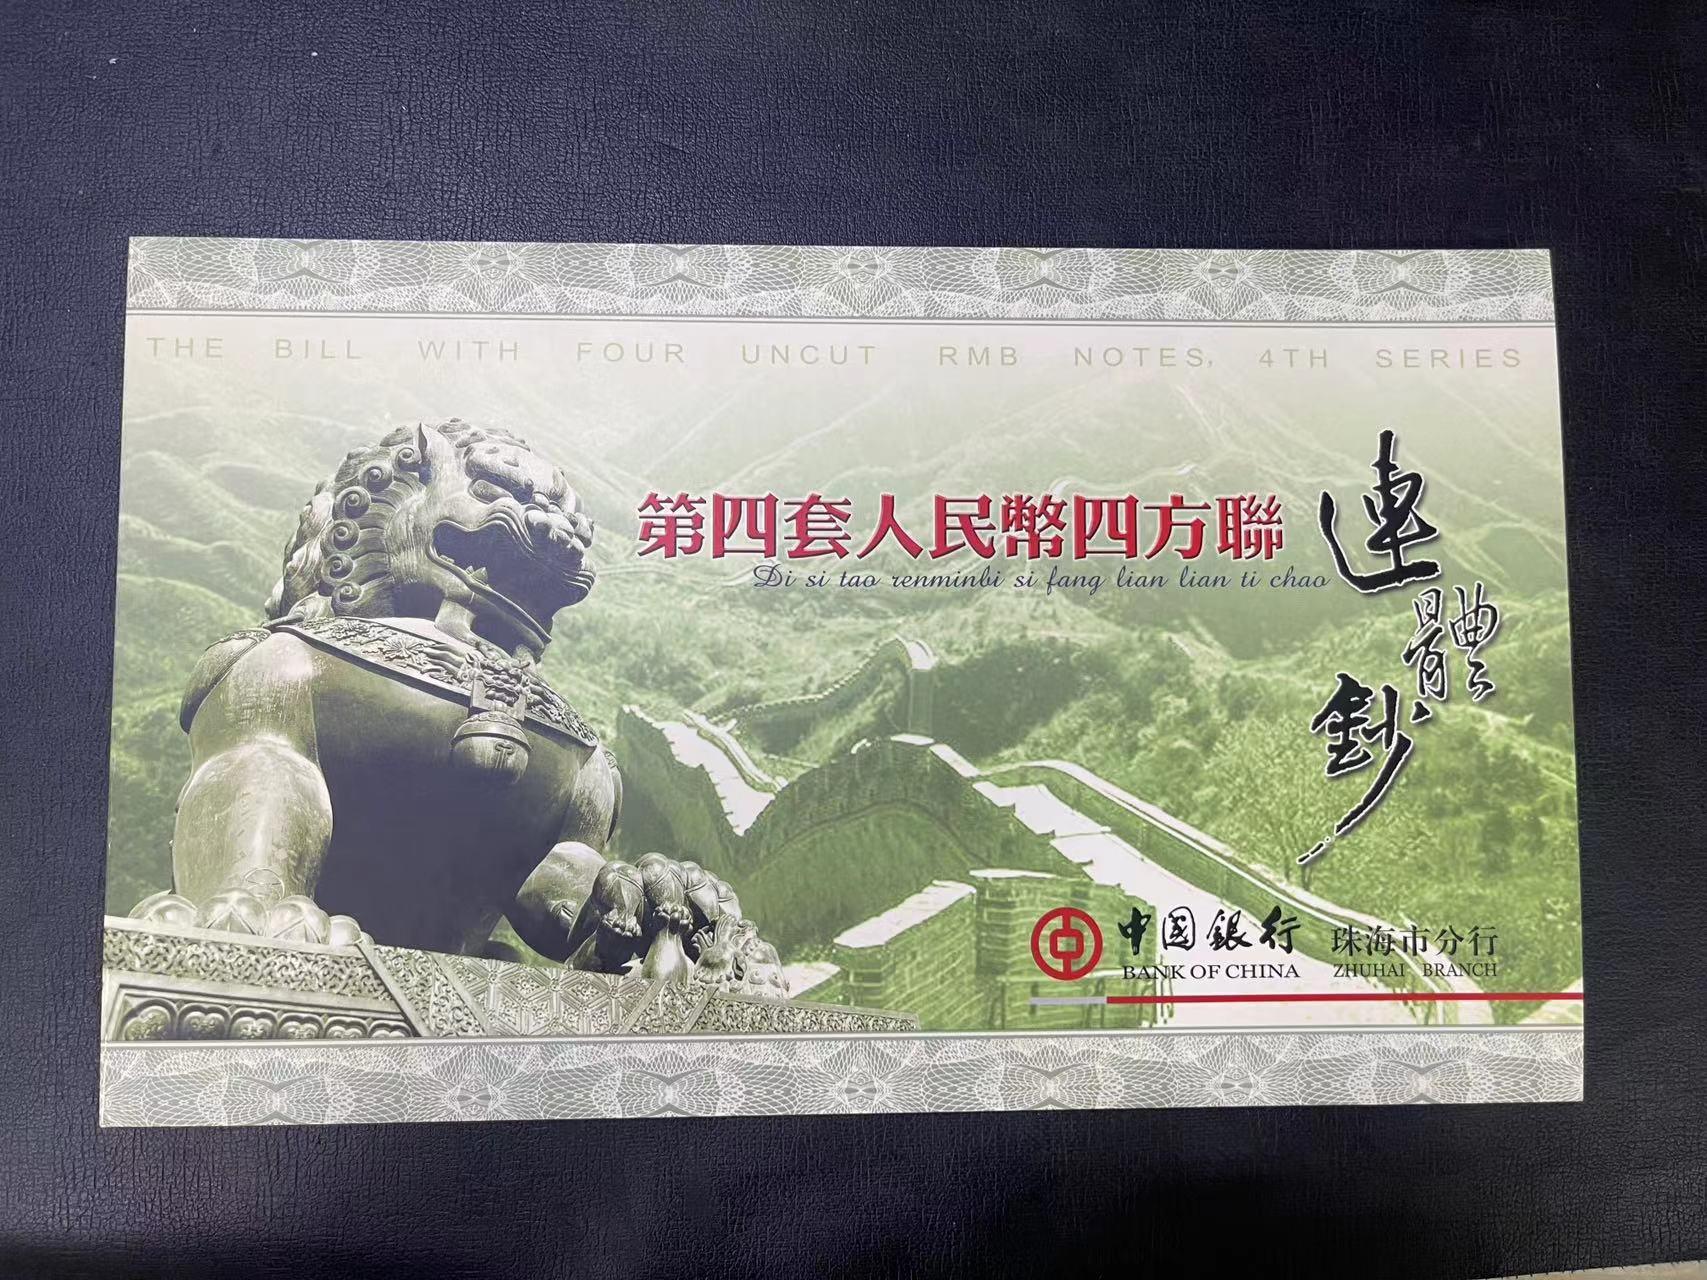 THE BILL WITH FOUR UNCUT RMB NOTES, 4TH SERIES
第四套人民幣四方聯
Di si tao renminbi si fang lian lian ti chao
連體鈔
中国銀行 珠海市分行
BANK OF CHINA ZHUHAI BRANCH